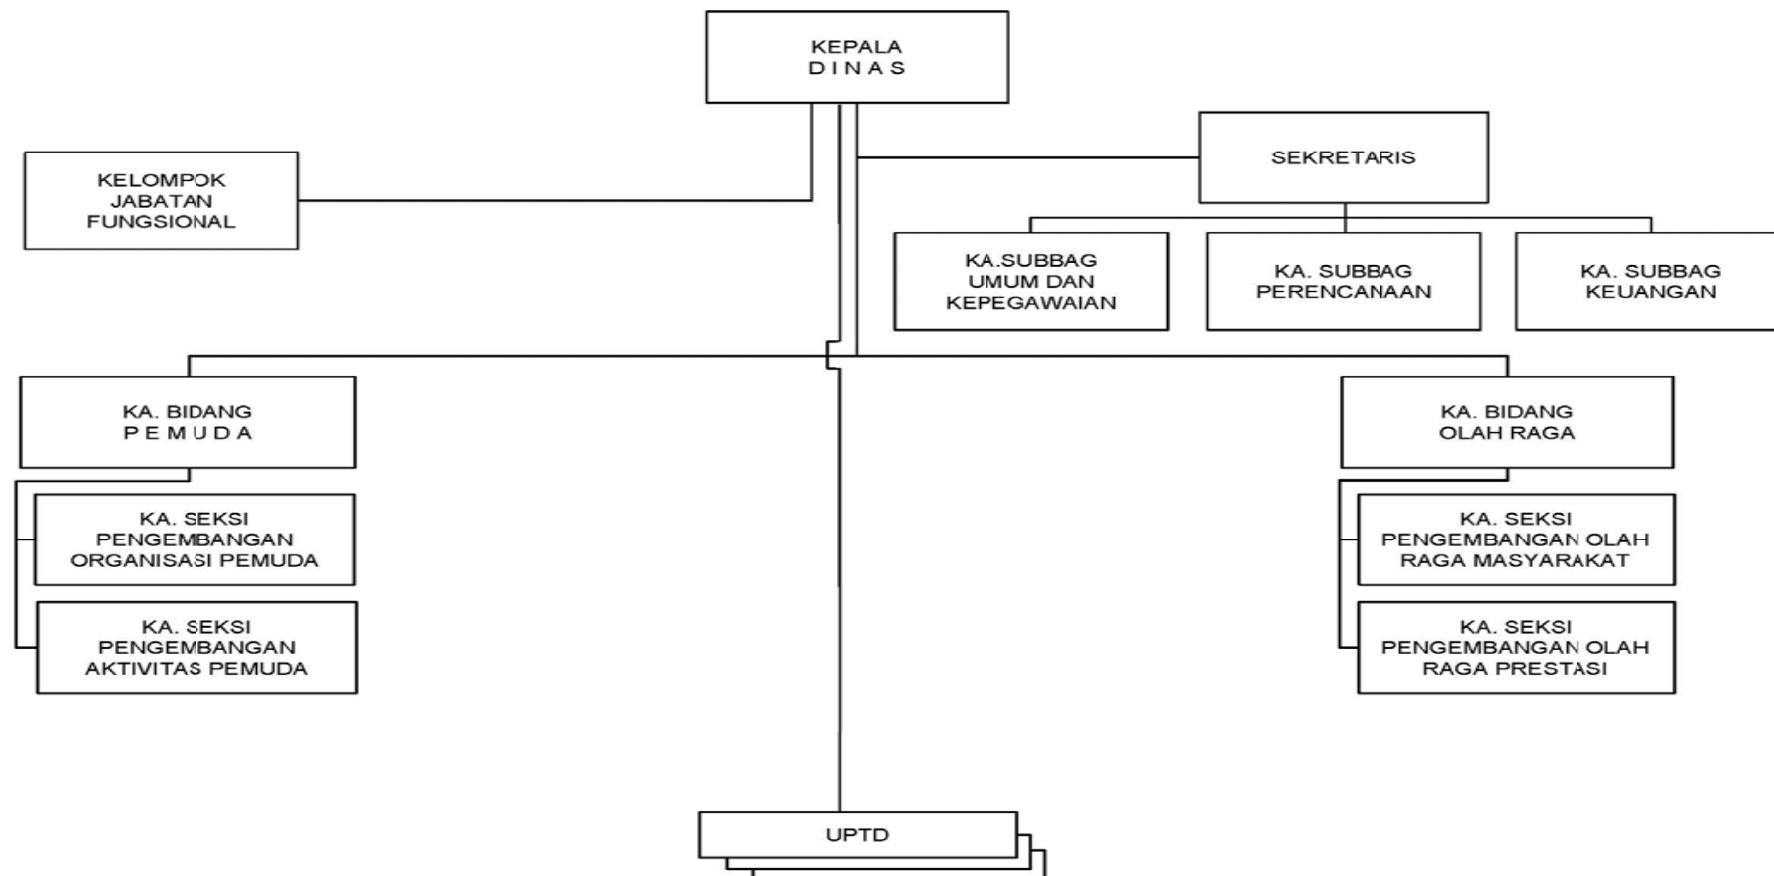 KEPALA
D I N A S
SEKRETARIS
KELOMPOK
JABATAN
FUNGSIONAL
KA.SUBBAG
UMUM DAN
KEPEGAWAIAN
KA. SUBBAG
PERENCANAAN
KA. SUBBAG
KEUANGAN
KA. BIDANG
P E M U D A
KA. BIDANG
OLAH RAGA
KA. SEKSI
PENGEMBANGAN
ORGANISASI PEMUDA
KA. SEKSI
PENGEMBANGAN OLAH
RAGA MASYARAKAT
KA. SEKSI
PENGEMBANGAN
AKTIVITAS PEMUDA
KA. SEKSI
PENGEMBANGAN OLAH
RAGA PRESTASI
UPTD